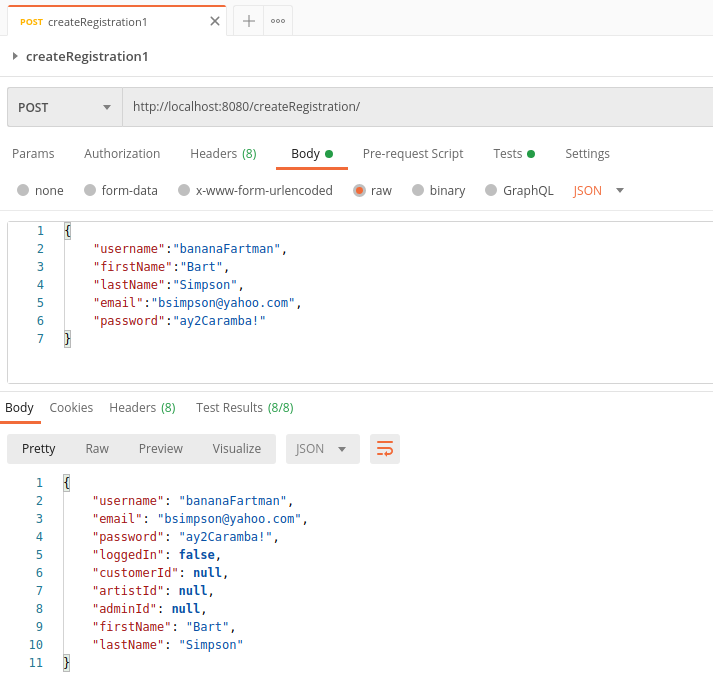 POST createRegistration1
createRegistration1
POST http://localhost:8080/createRegistration/
Params Authorization Headers (8) Body Pre-request Script Tests Settings
none form-data x-www-form-urlencoded raw binary GraphQL JSON
1 {
2 "username":"bananaFartman",
3 "firstName":"Bart",
4 "lastName":"Simpson",
5 "email":"bsimpson@yahoo.com",
6 "password":"ay2Caramba!"
7 }
Body Cookies Headers (8) Test Results (8/8)
Pretty Raw Preview Visualize JSON
1 {
2 "username": "bananaFartman",
3 "email": "bsimpson@yahoo.com",
4 "password": "ay2Caramba!",
5 "loggedIn": false,
6 "customerId": null,
7 "artistId": null,
8 "adminId": null,
9 "firstName": "Bart",
10 "lastName": "Simpson"
11 }